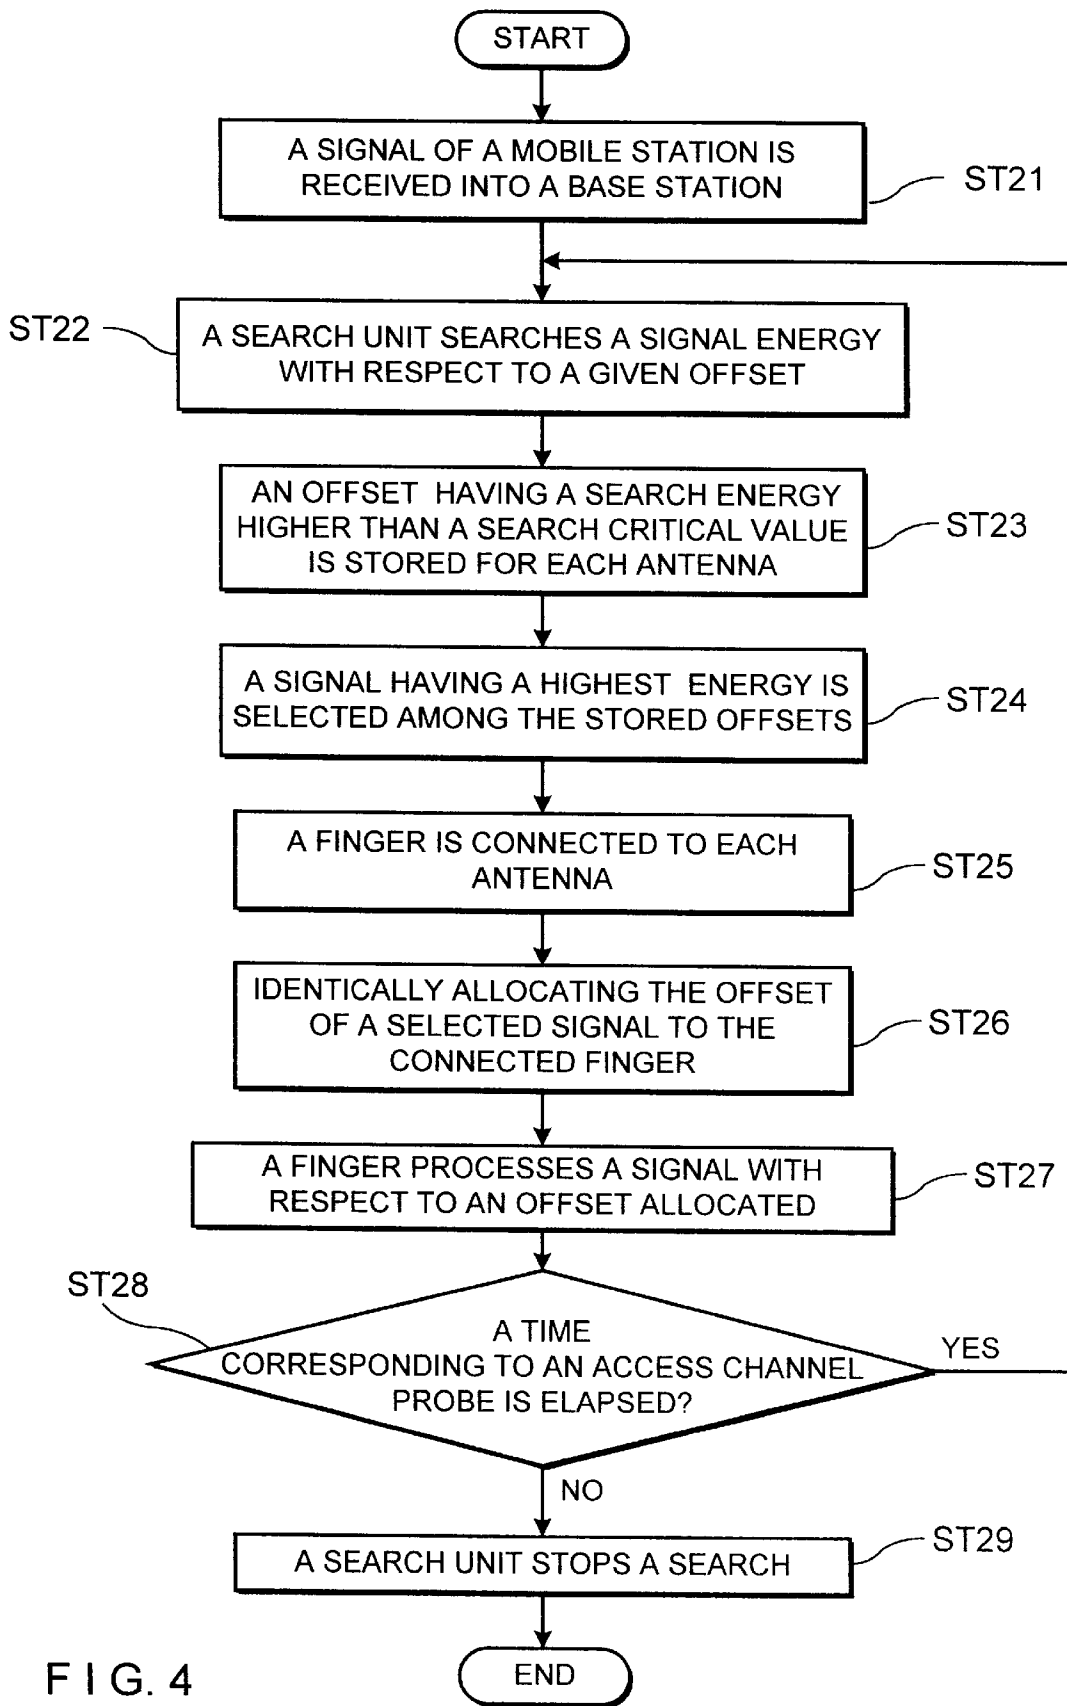 START
A SIGNAL OF A MOBILE STATION IS
RECEIVED INTO A BASE STATION
ST21
ST22
A SEARCH UNIT SEARCHES A SIGNAL ENERGY
WITH RESPECT TO A GIVEN OFFSET
AN OFFSET HAVING A SEARCH ENERGY
HIGHER THAN A SEARCH CRITICAL VALUE
IS STORED FOR EACH ANTENNA
ST23
A SIGNAL HAVING A HIGHEST ENERGY IS
SELECTED AMONG THE STORED OFFSETS
ST24
A FINGER IS CONNECTED TO EACH
ANTENNA
ST25
IDENTICALLY ALLOCATING THE OFFSET
OF A SELECTED SIGNAL TO THE
CONNECTED FINGER
ST26
A FINGER PROCESSES A SIGNAL WITH
RESPECT TO AN OFFSET ALLOCATED
ST27
ST28
A TIME
CORRESPONDING TO AN ACCESS CHANNEL
PROBE IS ELAPSED?
YES
NO
A SEARCH UNIT STOPS A SEARCH
ST29
END
FIG. 4